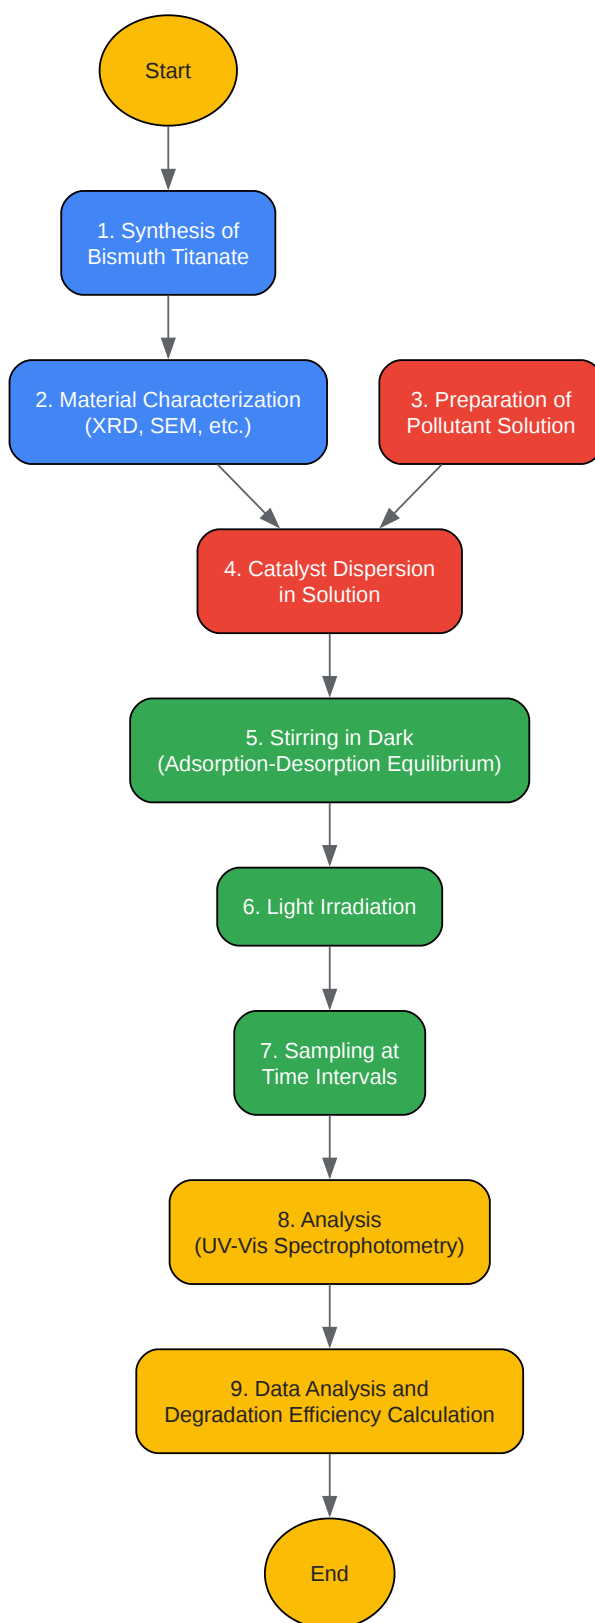 Start
1. Synthesis of
Bismuth Titanate
2. Material Characterization
(XRD, SEM, etc.)
3. Preparation of
Pollutant Solution
4. Catalyst Dispersion
in Solution
5. Stirring in Dark
(Adsorption-Desorption Equilibrium)
6. Light Irradiation
7. Sampling at
Time Intervals
8. Analysis
(UV-Vis Spectrophotometry)
9. Data Analysis and
Degradation Efficiency Calculation
End